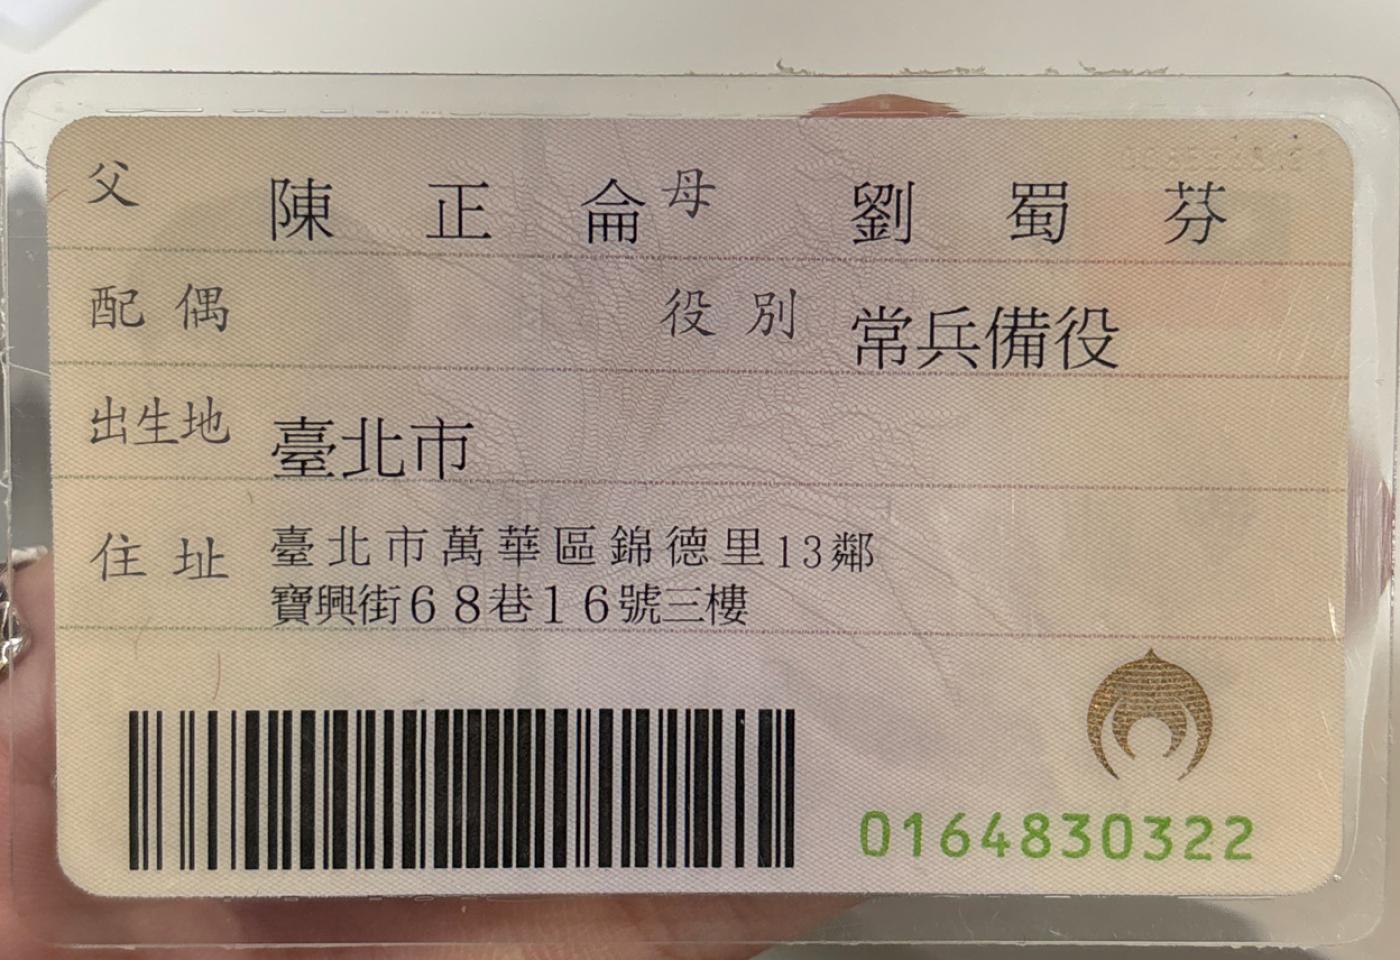 父 陳正侖 母 劉蜀芬
配偶 役別 常兵備役
出生地 臺北市
住址 臺北市萬華區錦德里13鄰
寶興街68巷16號三樓
0164830322